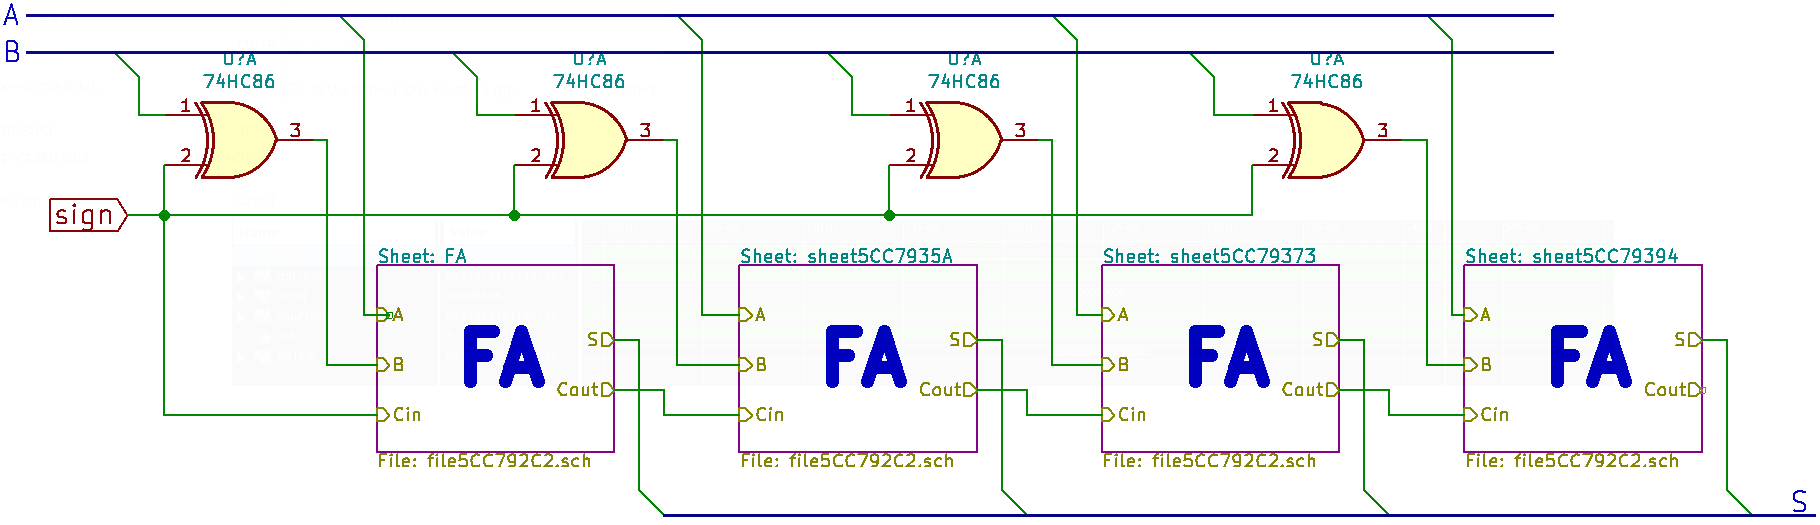 A
B
U?A U?A U?A U?A
74HC86 74HC86 74HC86 74HC86
1 1 1 1
3 3 3 3
2 2 2 2
sign
Sheet: FA Sheet: sheet5CC7935A Sheet: sheet5CC79373 Sheet: sheet5CC79394
A A A A
S S S S
FA FA FA FA
B B B B
Cout Cout Cout Cout
Cin Cin Cin Cin
File: file5CC792C2.sch File: file5CC792C2.sch File: file5CC792C2.sch File: file5CC792C2.sch
S